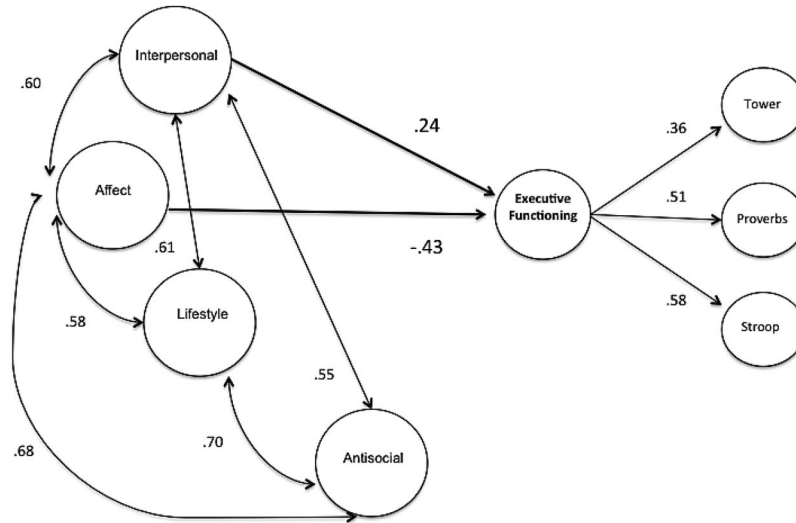 Interpersonal
.60
Tower
.24
.36
Affect
Executive
Functioning
.51
Proverbs
.61
-.43
.58
Lifestyle
.58
Stroop
.55
.70
.68
Antisocial